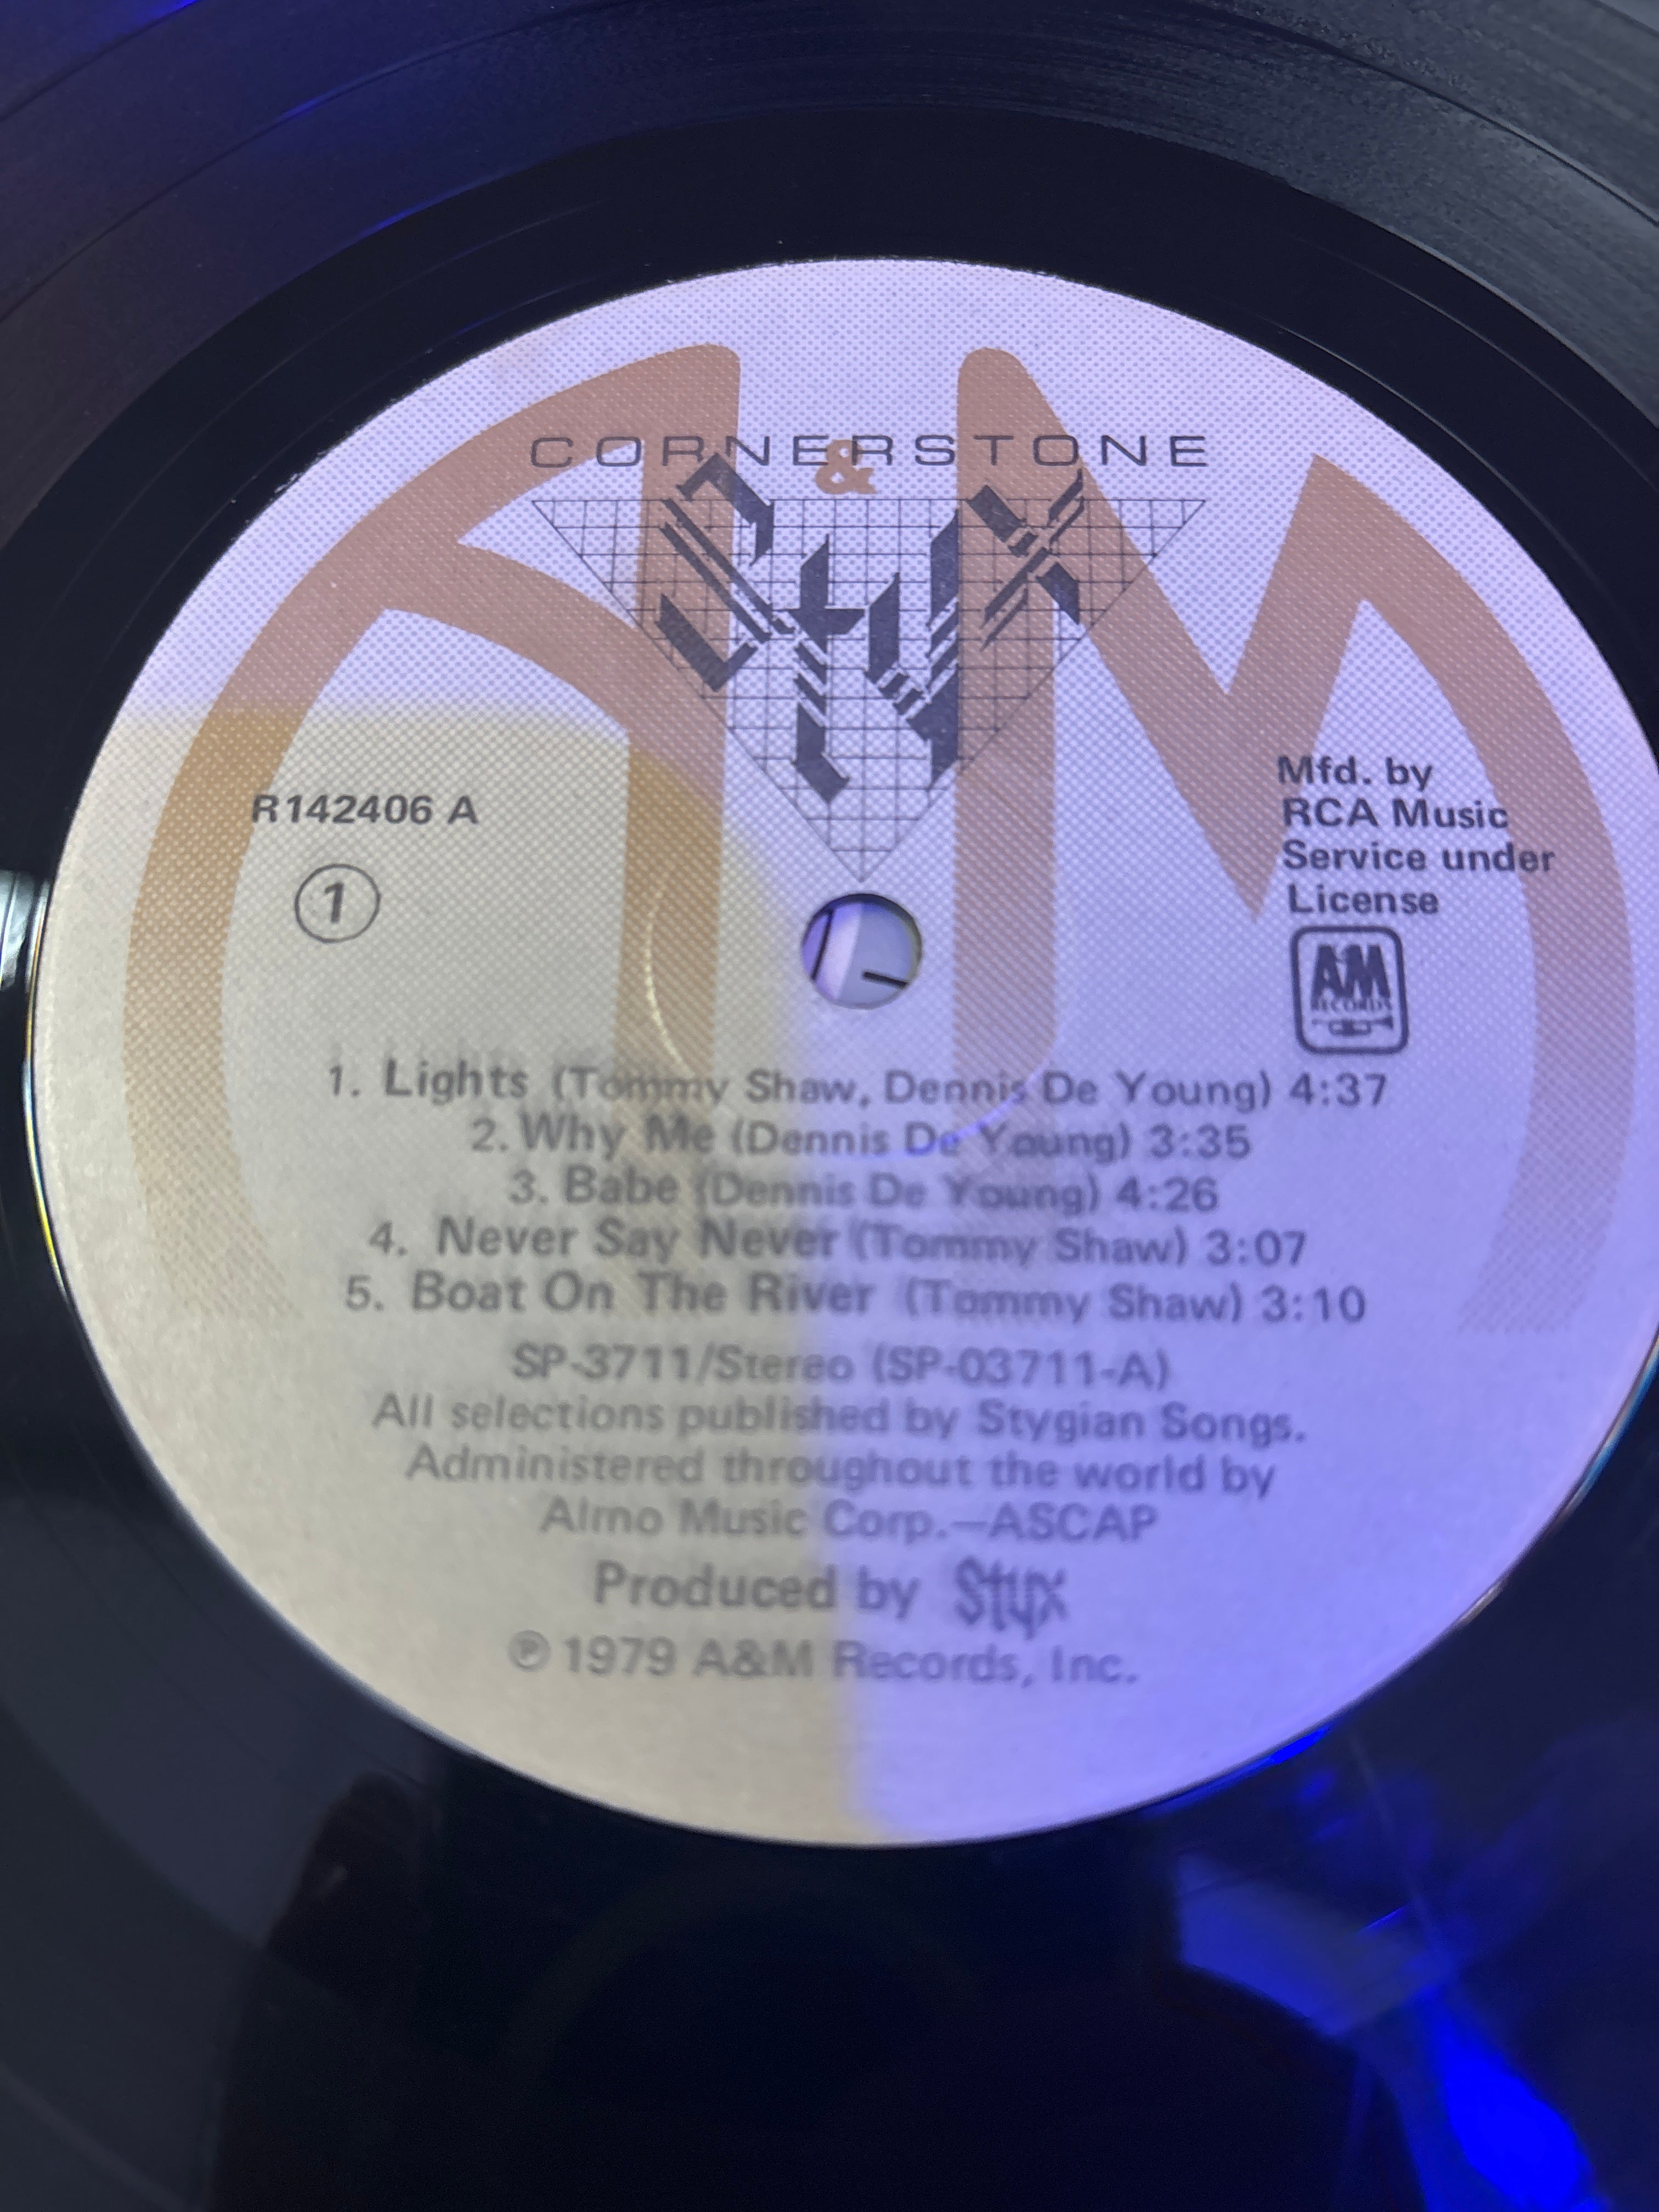 CORNERSTONE
A&M
Styx
R142406 A
1
Mfd. by
RCA Music
Service under
License
A&M
RECORDS
1. Lights (Tommy Shaw, Dennis De Young) 4:37
2. Why Me (Dennis De Young) 3:35
3. Babe (Dennis De Young) 4:26
4. Never Say Never (Tommy Shaw) 3:07
5. Boat On The River (Tommy Shaw) 3:10
SP-3711/Stereo (SP-03711-A)
All selections published by Stygian Songs.
Administered throughout the world by
Almo Music Corp.—ASCAP
Produced by Styx
℗ 1979 A&M Records, Inc.